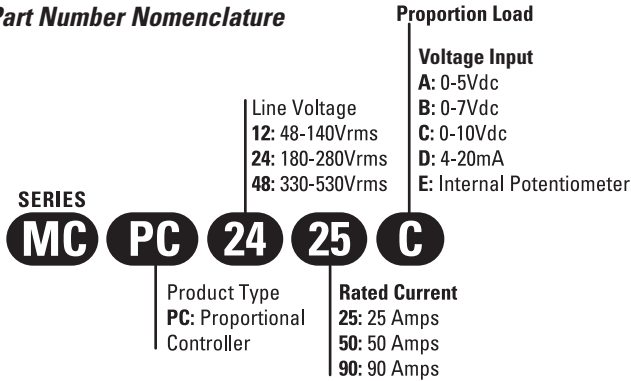 Part Number Nomenclature
Proportion Load
Voltage Input
A: 0-5Vdc
B: 0-7Vdc
C: 0-10Vdc
D: 4-20mA
E: Internal Potentiometer
Line Voltage
12: 48-140Vrms
24: 180-280Vrms
48: 330-530Vrms
SERIES
MC PC 24 25 C
Product Type
PC: Proportional
Controller
Rated Current
25: 25 Amps
50: 50 Amps
90: 90 Amps